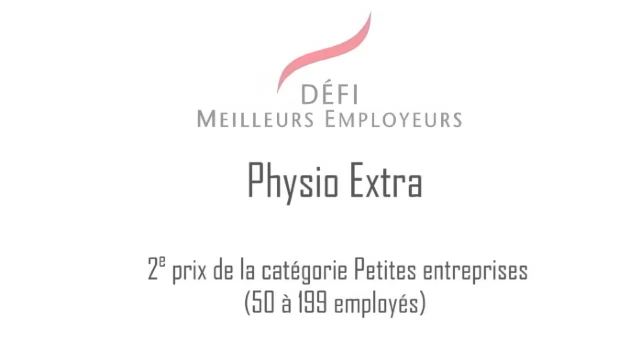 DÉFI
MEILLEURS EMPLOYEURS
Physio Extra
2e prix de la catégorie Petites entreprises
(50 à 199 employés)